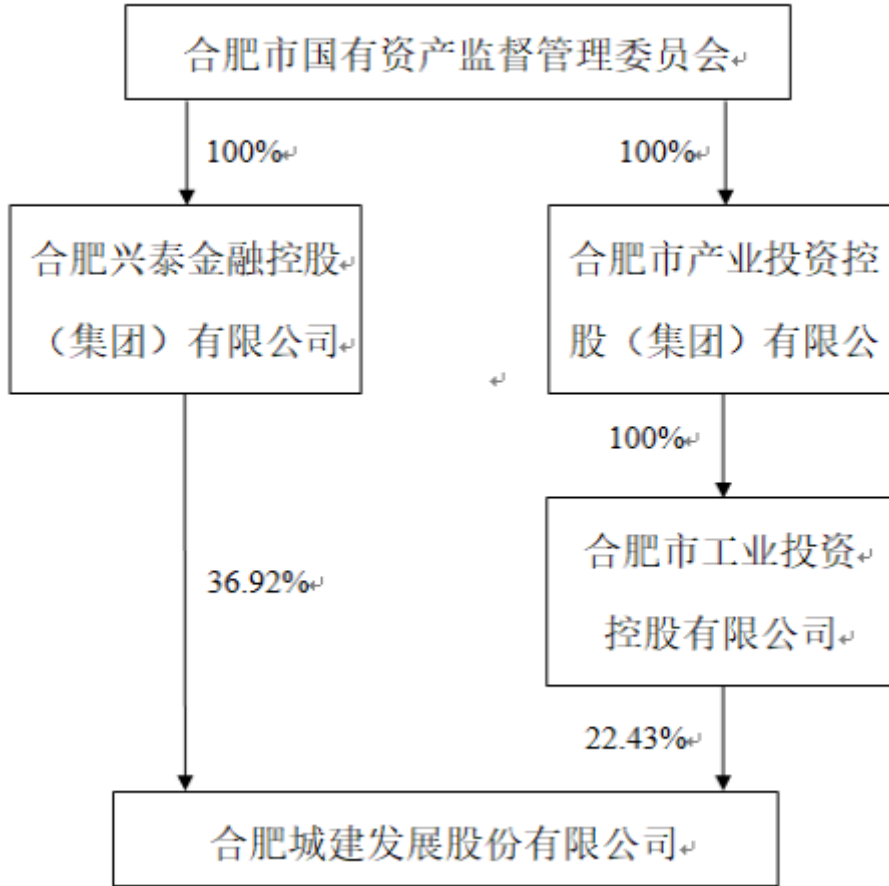 合肥市国有资产监督管理委员会
100%
100%
合肥兴泰金融控股
（集团）有限公司
合肥市产业投资控
股（集团）有限公
100%
合肥市工业投资
控股有限公司
36.92%
22.43%
合肥城建发展股份有限公司